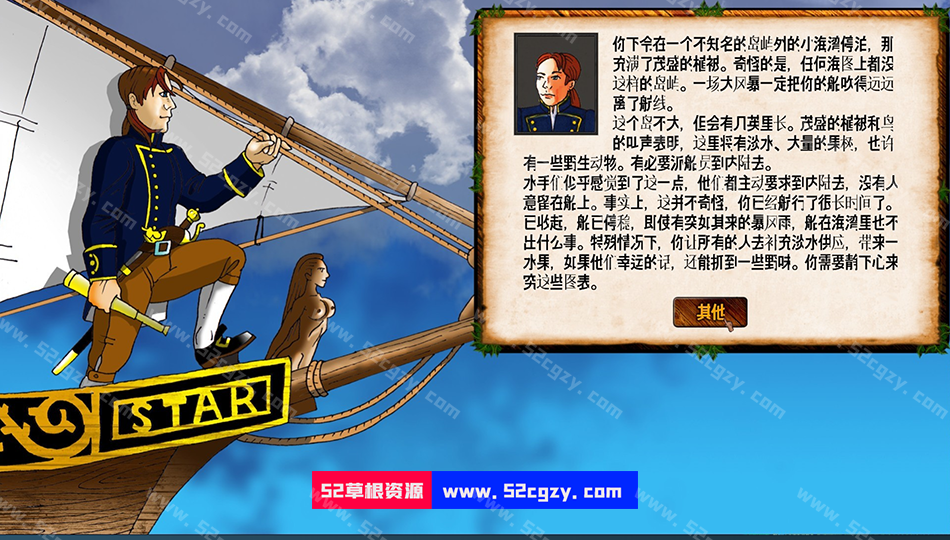 你下令在一个不知名的岛屿外的小海湾停泊，那
充满了茂盛的植被。奇怪的是，任何海图上都没
这样的岛屿。一场大风暴一定把你的船吹得远远
离了航线。
这个岛不大，但会有几英里长。茂盛的植被和鸟
的叫声表明，这里将有淡水、大量的果树，也许
有一些野生动物。有必要派船员到内陆去。
水手们似乎感觉到了这一点，他们都主动要求到内陆去，没有人
意留在船上。事实上，这并不奇怪，你已经航行了很长时间了。
已收起，船已停稳，即使有突如其来的暴风雨，船在海湾里也不
出什么事。特殊情况下，你让所有的人去补充淡水供应，带来一
水果，如果他们幸运的话，还能抓到一些野味。你需要静下心来
究这些图表。
其他
STAR
52草根资源 www.52cgzy.com